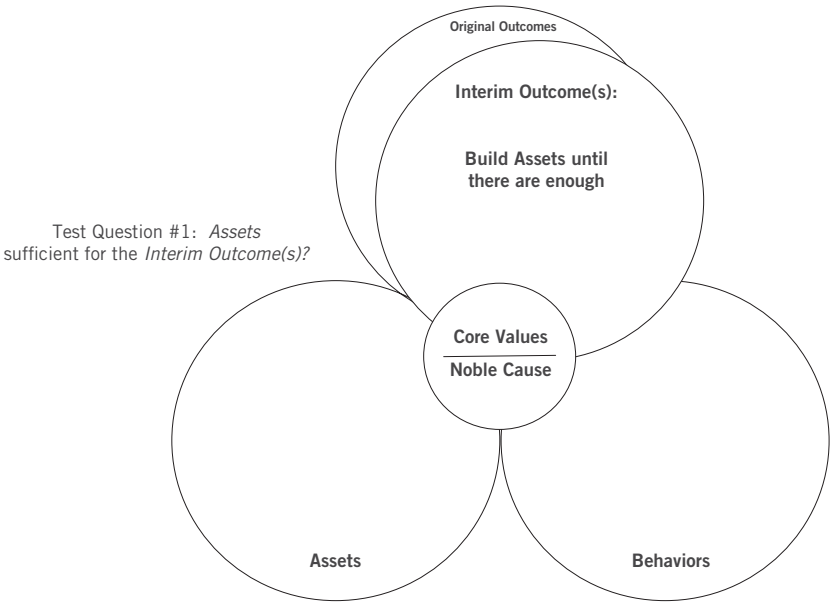 Original Outcomes
Interim Outcome(s):
Build Assets until
there are enough
Test Question #1: Assets
sufficient for the Interim Outcome(s)?
Core Values
Noble Cause
Assets
Behaviors